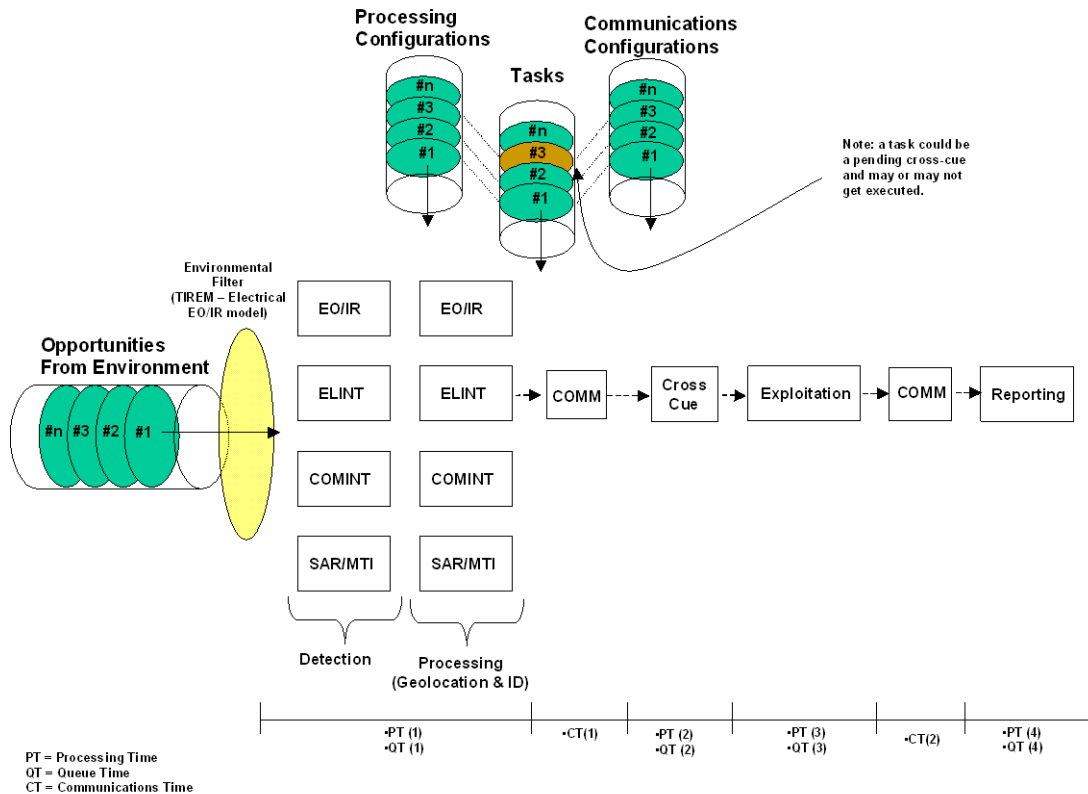 Processing
Configurations
Communications
Configurations
Tasks
#n
#3
#2
#1
#n
#3
#2
#1
#n
#3
#2
#1
Note: a task could be
a pending cross-cue
and may or may not
get executed.
Environmental
Filter
(TIREM – Electrical
EO/IR model)
Opportunities
From Environment
#n
#3
#2
#1
EO/IR
EO/IR
ELINT
ELINT
COMM
Cross
Cue
Exploitation
COMM
Reporting
COMINT
COMINT
SAR/MTI
SAR/MTI
Detection
Processing
(Geolocation & ID)
•PT (1)
•QT (1)
•CT(1)
•PT (2)
•QT (2)
•PT (3)
•QT (3)
•CT(2)
•PT (4)
•QT (4)
PT = Processing Time
QT = Queue Time
CT = Communications Time